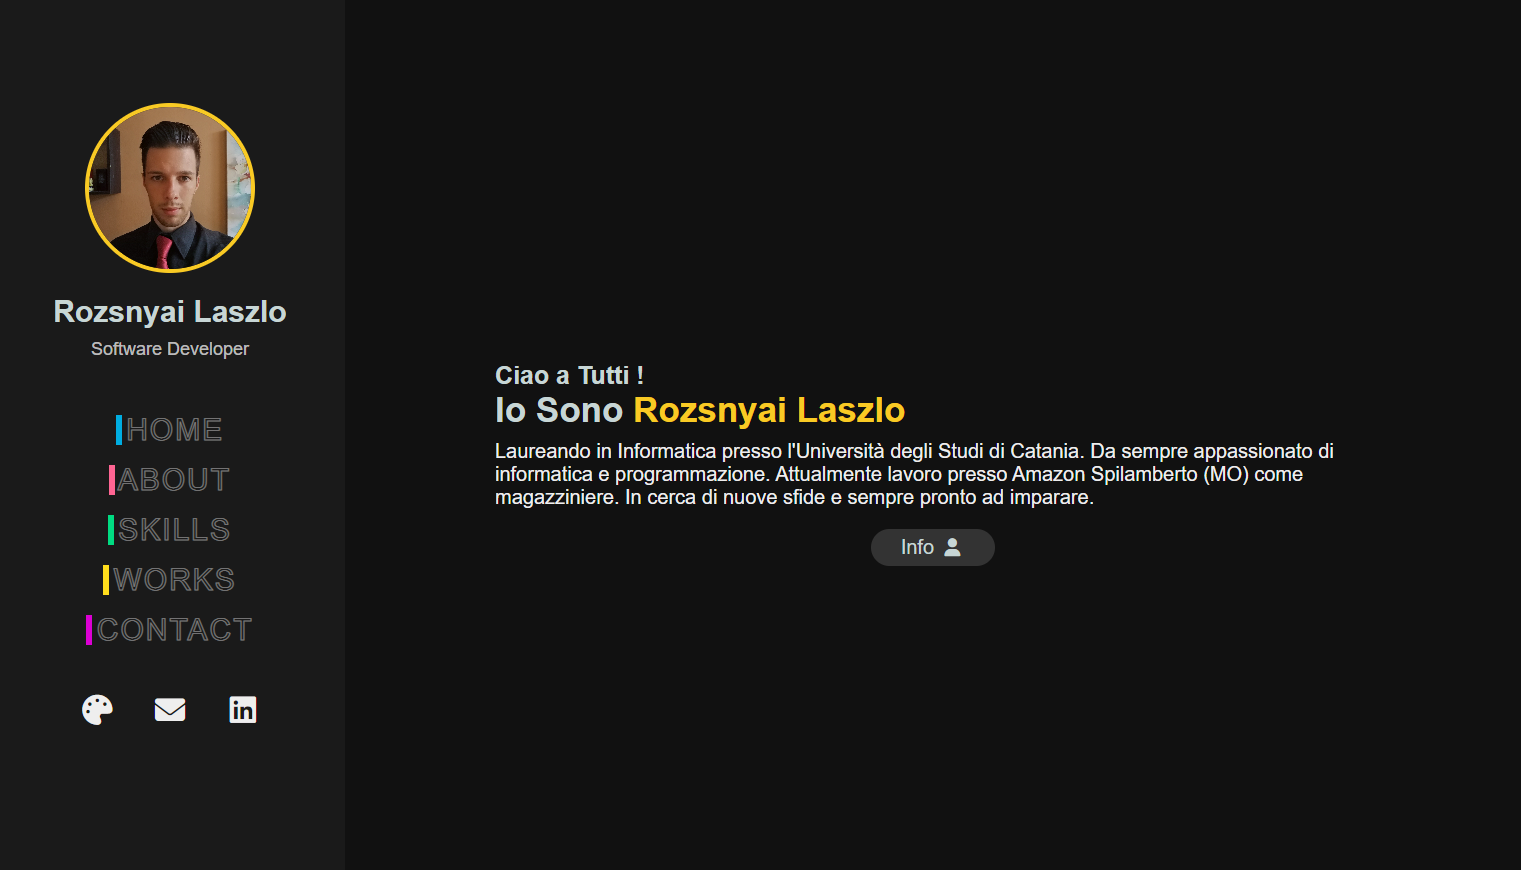 Rozsnyai Laszlo
Software Developer
HOME
ABOUT
SKILLS
WORKS
CONTACT
in
Ciao a Tutti !
Io Sono Rozsnyai Laszlo
Laureando in Informatica presso l'Università degli Studi di Catania. Da sempre appassionato di
informatica e programmazione. Attualmente lavoro presso Amazon Spilamberto (MO) come
magazziniere. In cerca di nuove sfide e sempre pronto ad imparare.
Info